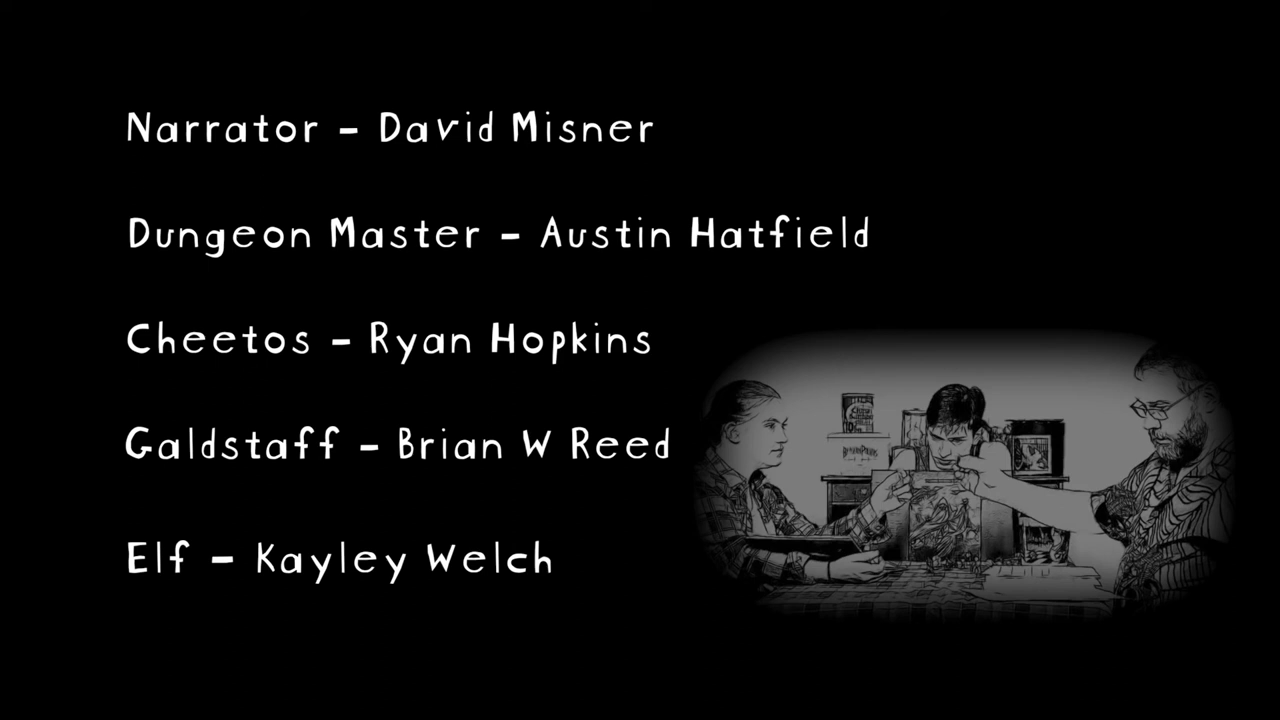 Narrator - David Misner
Dungeon Master - Austin Hatfield
Cheetos - Ryan Hopkins
Galdstaff - Brian W Reed
Elf - Kayley Welch